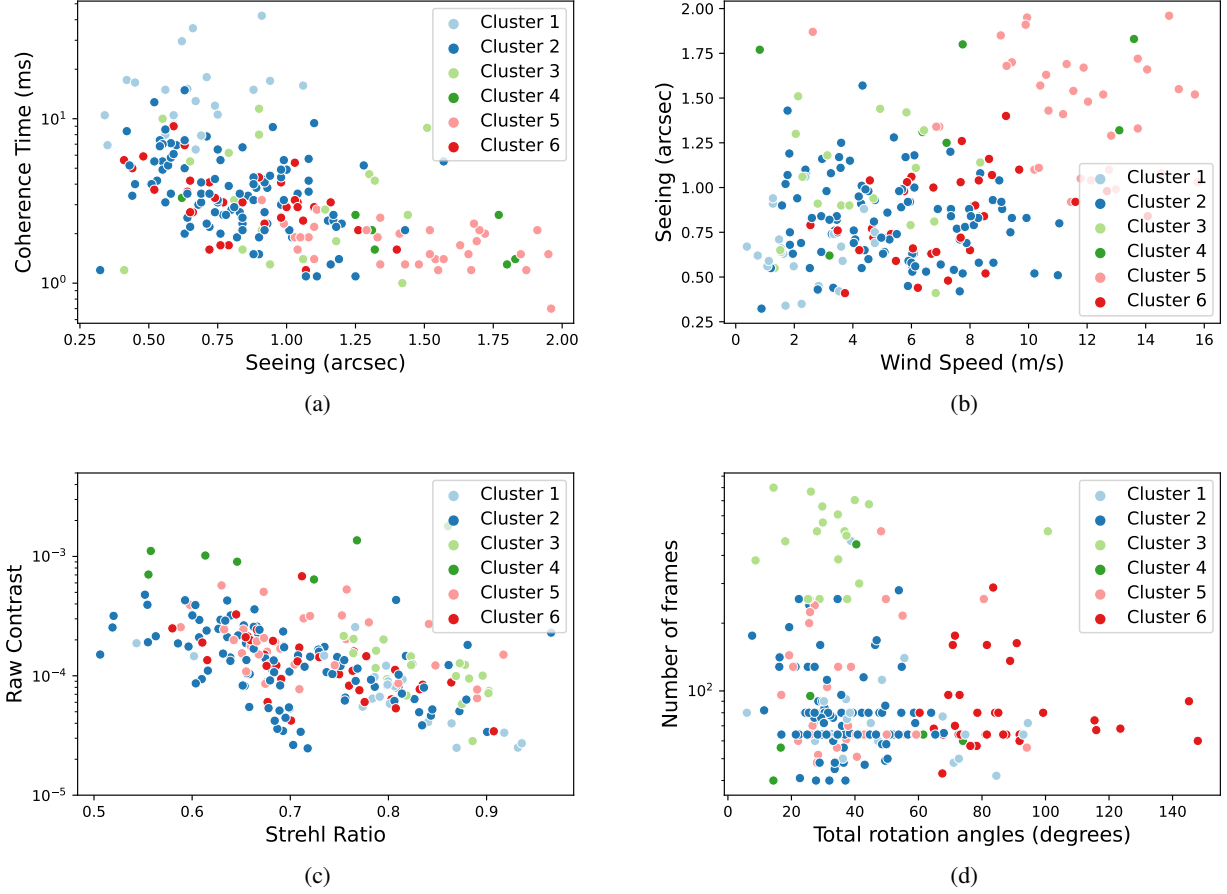 Coherence Time (ms)
10¹
10⁰
0.25 0.50 0.75 1.00 1.25 1.50 1.75 2.00
Seeing (arcsec)
Cluster 1
Cluster 2
Cluster 3
Cluster 4
Cluster 5
Cluster 6
(a)
Seeing (arcsec)
2.00
1.75
1.50
1.25
1.00
0.75
0.50
0.25
0 2 4 6 8 10 12 14 16
Wind Speed (m/s)
Cluster 1
Cluster 2
Cluster 3
Cluster 4
Cluster 5
Cluster 6
(b)
Raw Contrast
10⁻³
10⁻⁴
10⁻⁵
0.5 0.6 0.7 0.8 0.9
Strehl Ratio
Cluster 1
Cluster 2
Cluster 3
Cluster 4
Cluster 5
Cluster 6
(c)
Number of frames
10²
0 20 40 60 80 100 120 140
Total rotation angles (degrees)
Cluster 1
Cluster 2
Cluster 3
Cluster 4
Cluster 5
Cluster 6
(d)